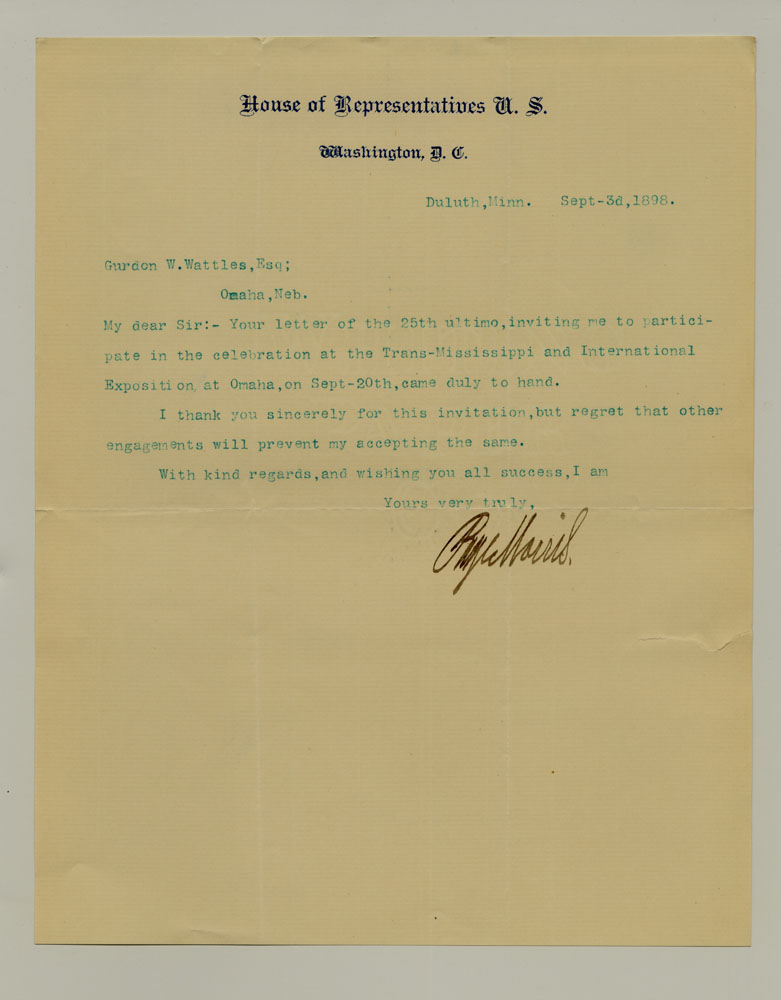 House of Representatives U. S.
Washington, D. C.
Duluth,Minn. Sept-3d,1898.
Gurdon W.Wattles,Esq;
Omaha,Neb.
My dear Sir:- Your letter of the 25th ultimo,inviting me to partici-
pate in the celebration at the Trans-Mississippi and International
Exposition at Omaha,on Sept-20th,came duly to hand.
I thank you sincerely for this invitation,but regret that other
engagements will prevent my accepting the same.
With kind regards,and wishing you all success,I am
Yours very truly,
Page Morris.